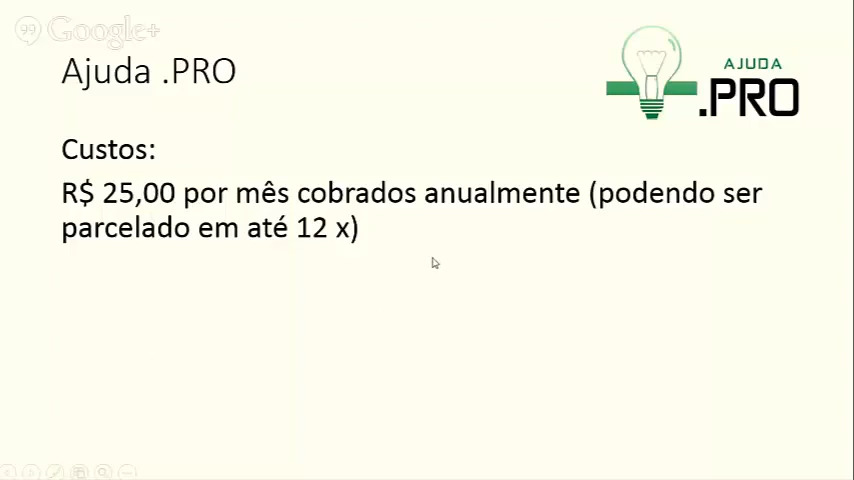 Google+
Ajuda .PRO
AJUDA
.PRO
Custos:
R$ 25,00 por mês cobrados anualmente (podendo ser
parcelado em até 12 x)